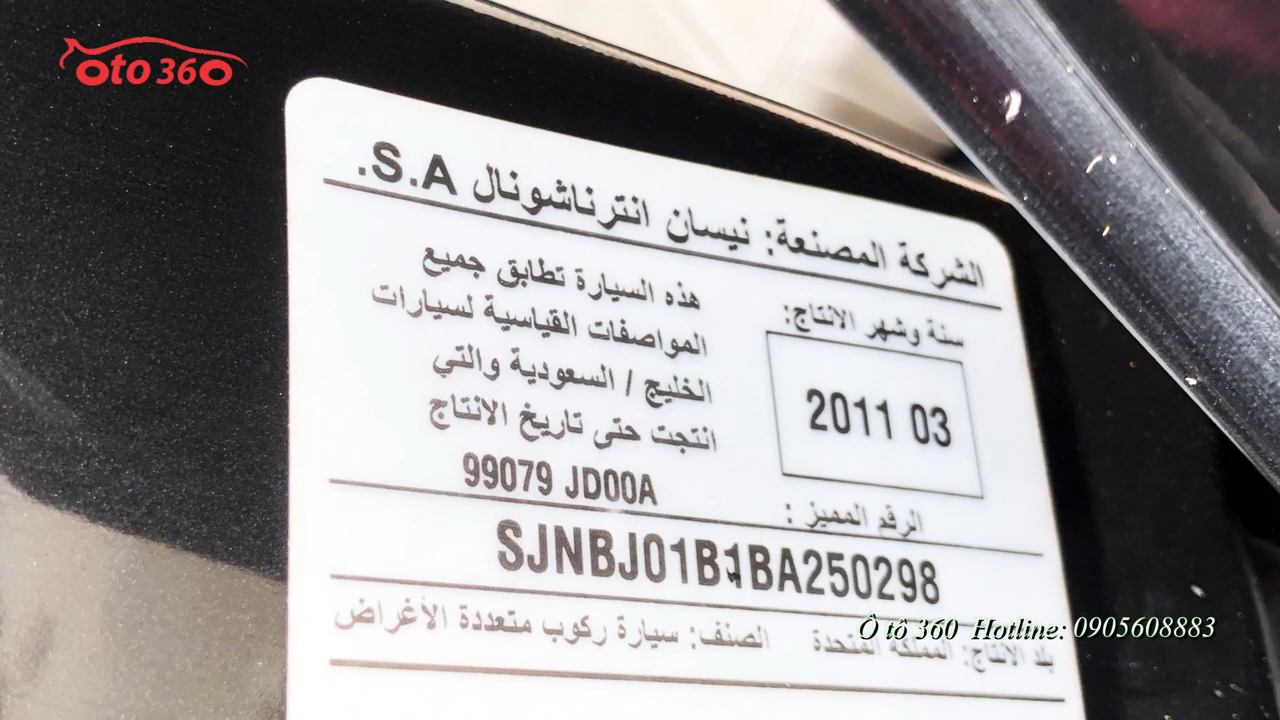 oto 360
الشركة المصنعة: نيسان انترناشونال S.A.
سنة وشهر الانتاج:
2011 03
هذه السيارة تطابق جميع
المواصفات القياسية لسيارات
الخليج / السعودية والتي
انتجت حتى تاريخ الانتاج
99079 JD00A
الرقم المميز :
SJNBJ01B1BA250298
بلد الانتاج: المملكة المتحدة الصنف: سيارة ركوب متعددة الأغراض
Ô tô 360 Hotline: 0905608883